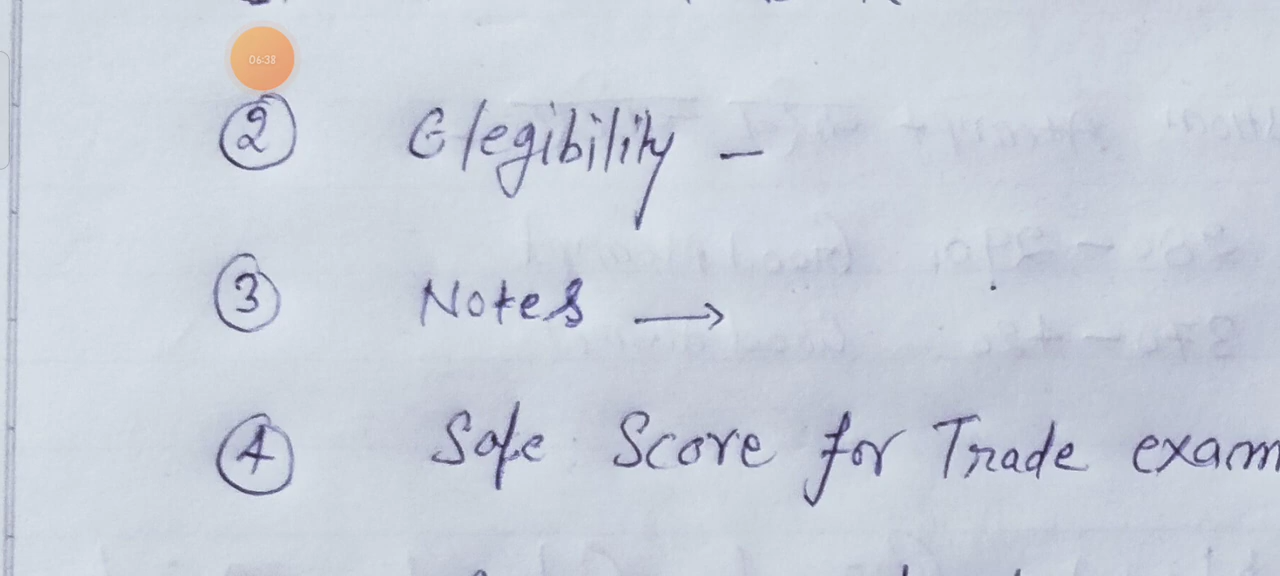 06:38
② Elegibility –
③ Notes →
④ Safe Score for Trade exam